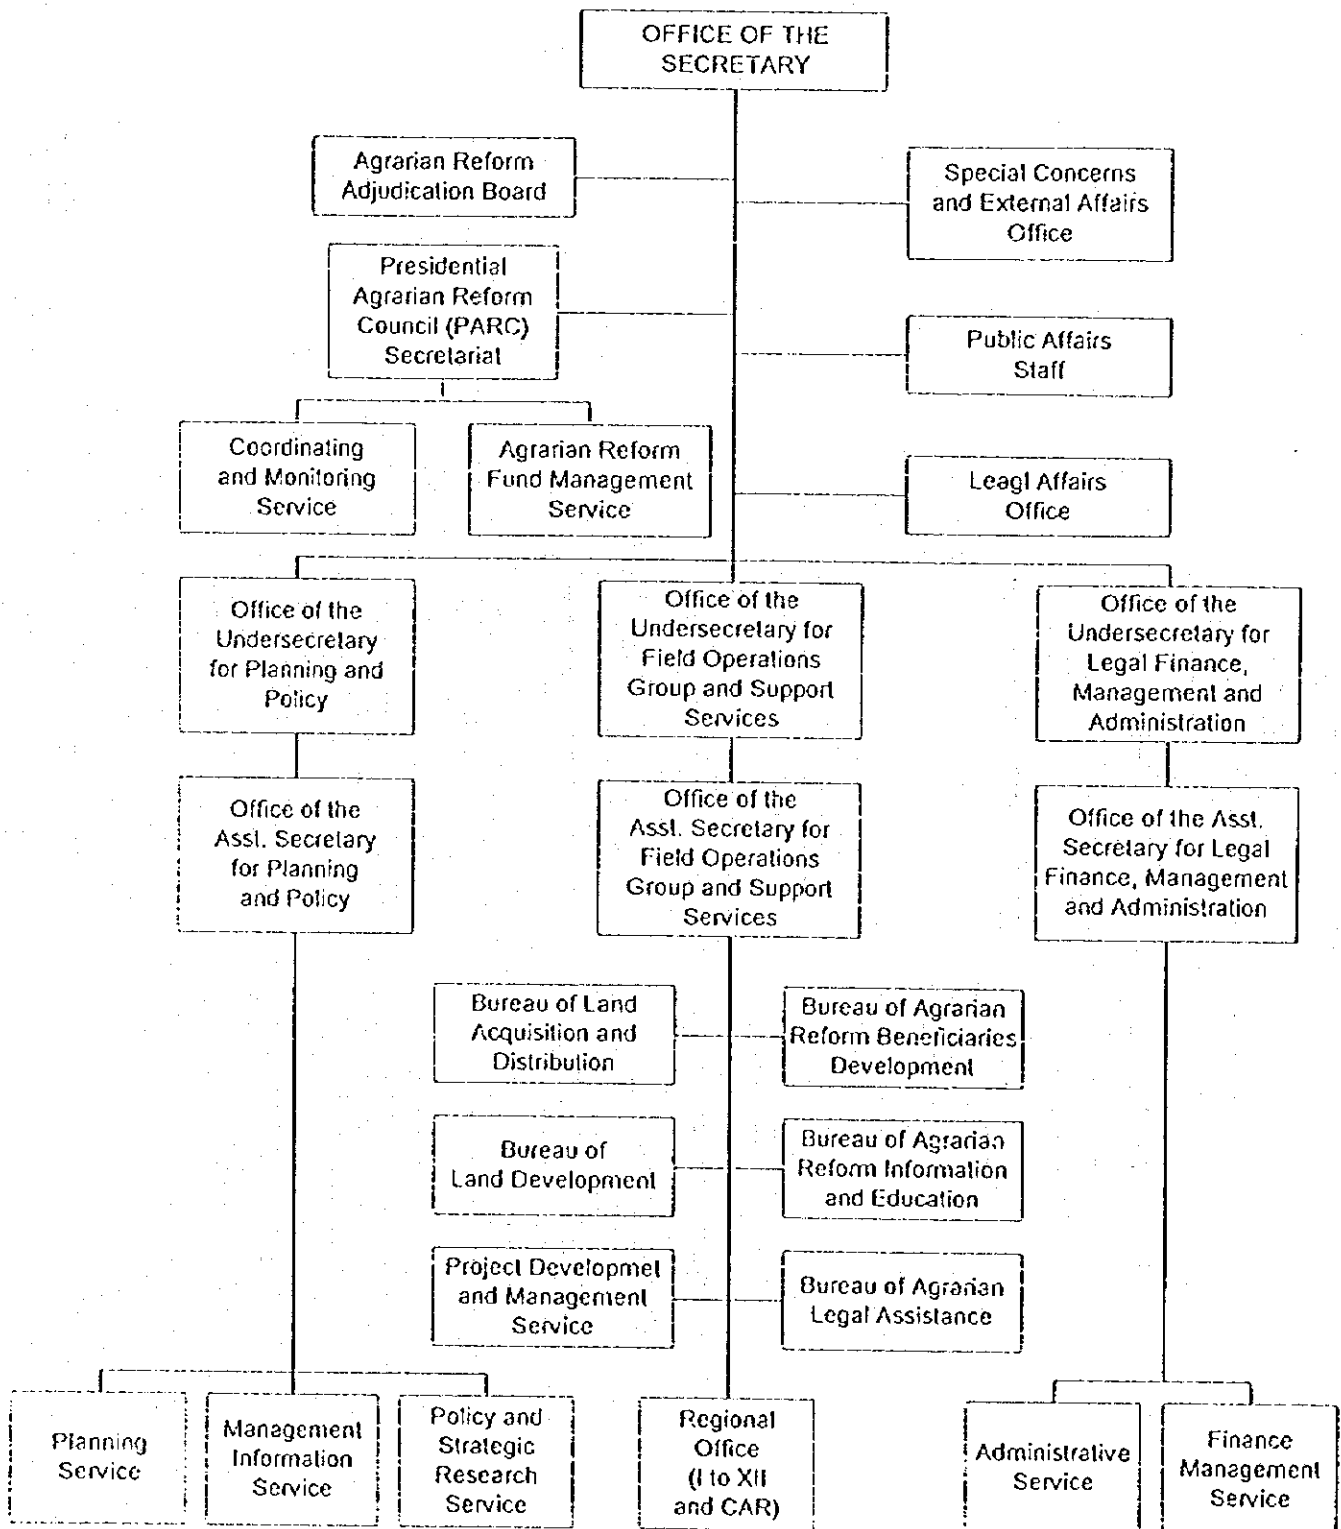 OFFICE OF THE
SECRETARY
Agrarian Reform
Adjudication Board
Special Concerns
and External Affairs
Office
Presidential
Agrarian Reform
Council (PARC)
Secretariat
Public Affairs
Staff
Coordinating
and Monitoring
Service
Agrarian Reform
Fund Management
Service
Leagl Affairs
Office
Office of the
Undersecretary
for Planning and
Policy
Office of the
Undersecretary for
Field Operations
Group and Support
Services
Office of the
Undersecretary for
Legal Finance,
Management and
Administration
Office of the
Asst. Secretary
for Planning
and Policy
Office of the
Asst. Secretary for
Field Operations
Group and Support
Services
Office of the Asst.
Secretary for Legal
Finance, Management
and Administration
Bureau of Land
Acquisition and
Distribution
Bureau of Agrarian
Reform Beneficiaries
Development
Bureau of
Land Development
Bureau of Agrarian
Reform Information
and Education
Project Developmet
and Management
Service
Bureau of Agrarian
Legal Assistance
Planning
Service
Management
Information
Service
Policy and
Strategic
Research
Service
Regional
Office
(I to XII
and CAR)
Administrative
Service
Finance
Management
Service